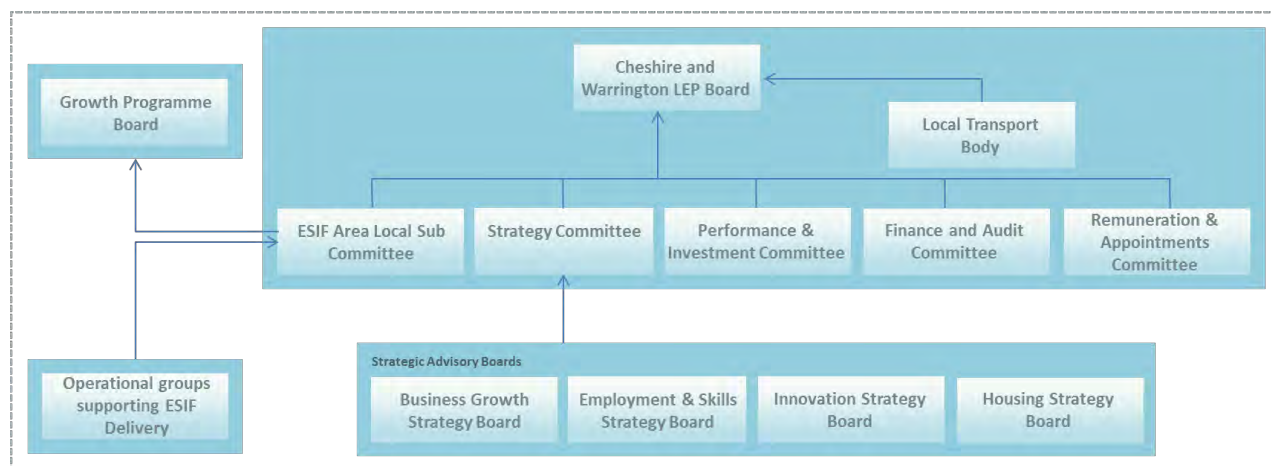 Cheshire and
Warrington LEP Board
Growth Programme
Board
Local Transport
Body
ESIF Area Local Sub
Committee
Strategy Committee
Performance &
Investment Committee
Finance and Audit
Committee
Remuneration &
Appointments
Committee
Strategic Advisory Boards
Operational groups
supporting ESIF
Delivery
Business Growth
Strategy Board
Employment & Skills
Strategy Board
Innovation Strategy
Board
Housing Strategy
Board